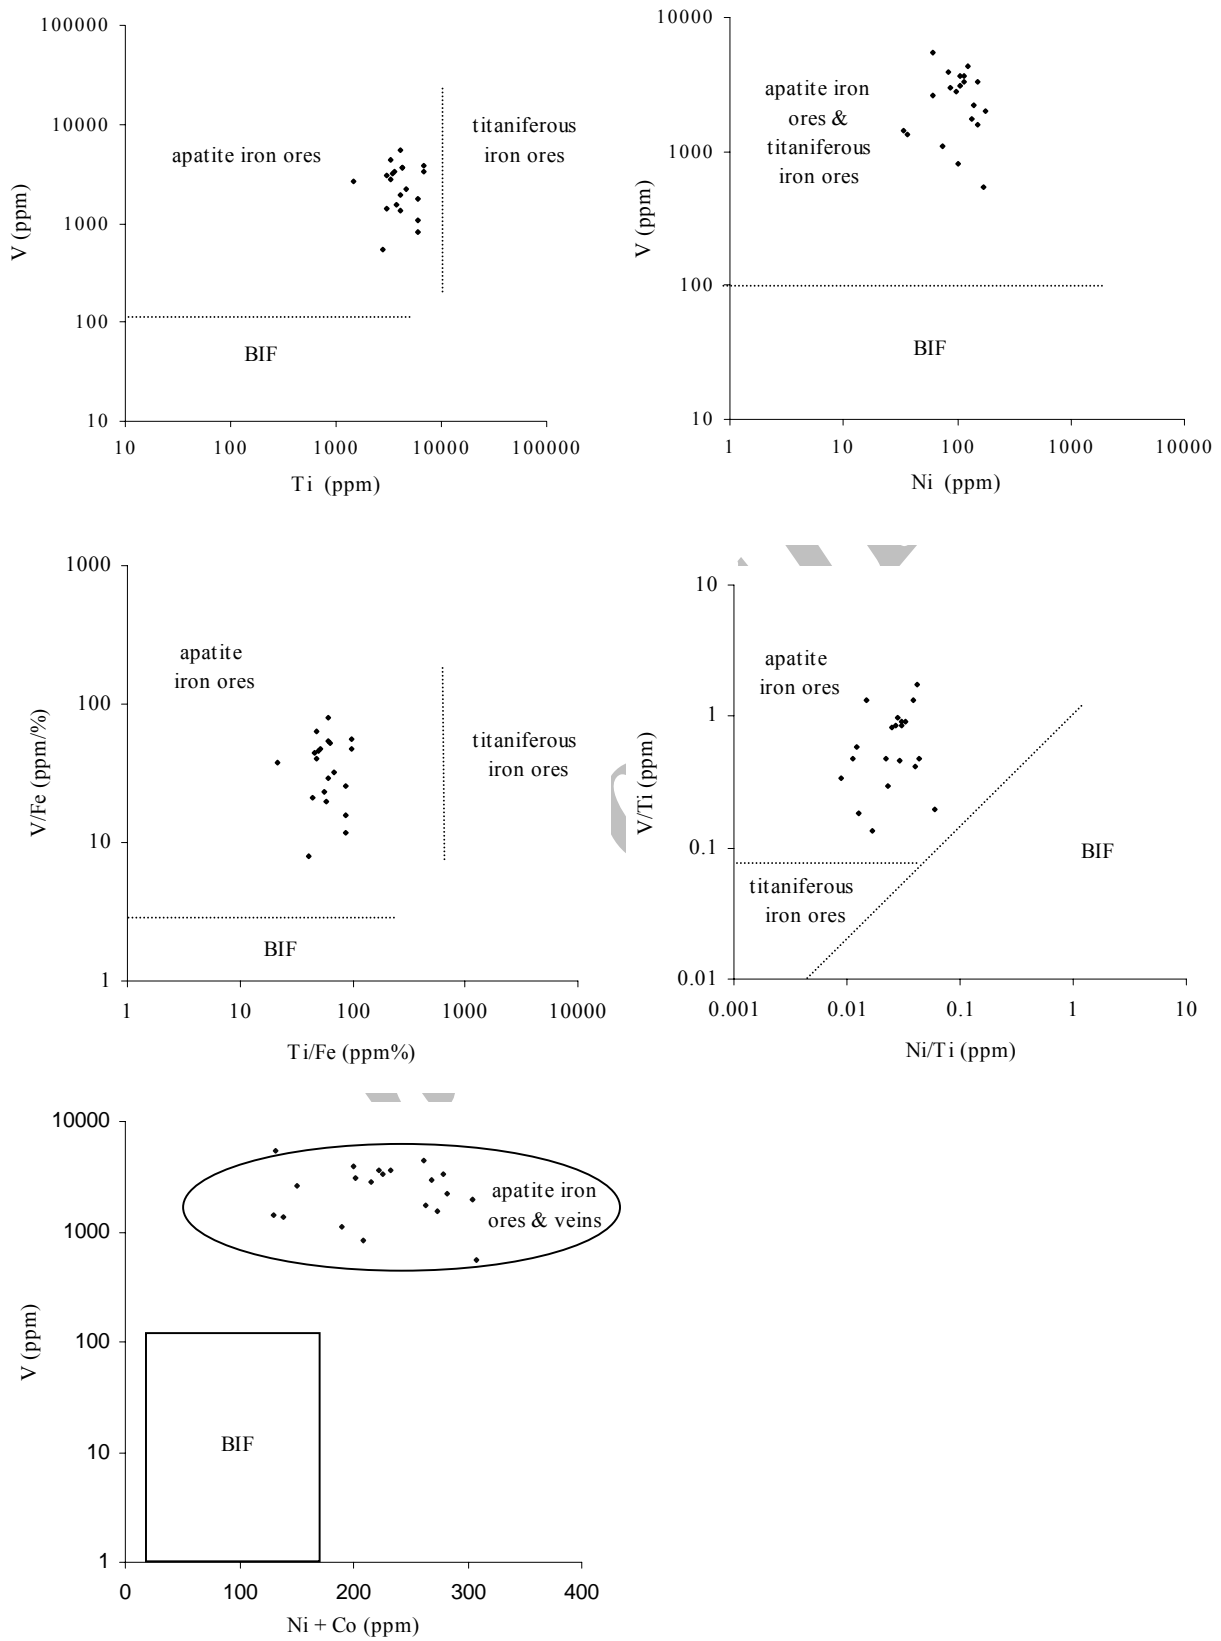 100000
10000
1000
100
10
V (ppm)
apatite iron ores
titaniferous
iron ores
BIF
10
100
1000
10000
100000
Ti (ppm)
10000
1000
100
10
V (ppm)
apatite iron
ores &
titaniferous
iron ores
BIF
1
10
100
1000
10000
Ni (ppm)
1000
100
10
1
V/Fe (ppm/%)
apatite
iron ores
titaniferous
iron ores
BIF
1
10
100
1000
10000
Ti/Fe (ppm%)
10
1
0.1
0.01
V/Ti (ppm)
apatite
iron ores
BIF
titaniferous
iron ores
0.001
0.01
0.1
1
10
Ni/Ti (ppm)
10000
1000
100
10
1
V (ppm)
apatite iron
ores & veins
BIF
0
100
200
300
400
Ni + Co (ppm)